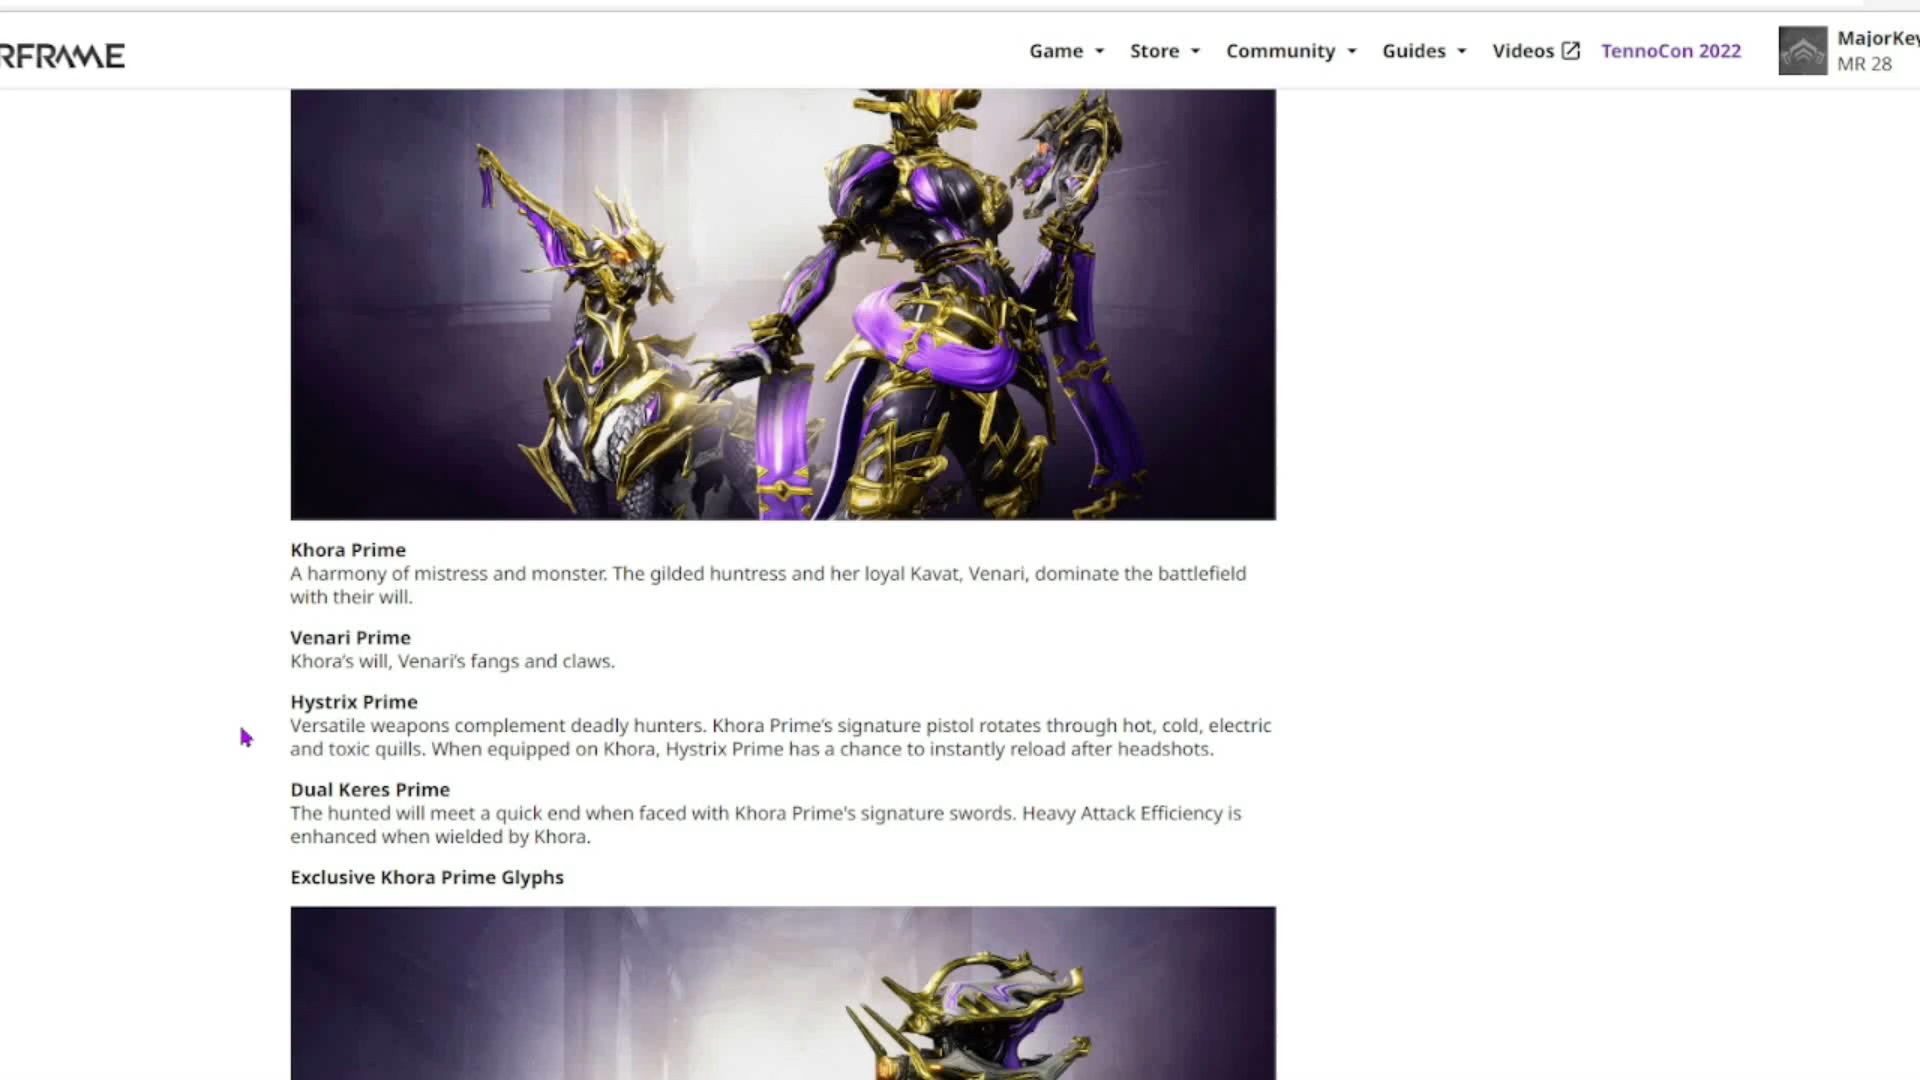 RFRAME
Game Store Community Guides Videos TennoCon 2022
MajorKey
MR 28
Khora Prime
A harmony of mistress and monster. The gilded huntress and her loyal Kavat, Venari, dominate the battlefield
with their will.
Venari Prime
Khora’s will, Venari’s fangs and claws.
Hystrix Prime
Versatile weapons complement deadly hunters. Khora Prime’s signature pistol rotates through hot, cold, electric
and toxic quills. When equipped on Khora, Hystrix Prime has a chance to instantly reload after headshots.
Dual Keres Prime
The hunted will meet a quick end when faced with Khora Prime's signature swords. Heavy Attack Efficiency is
enhanced when wielded by Khora.
Exclusive Khora Prime Glyphs